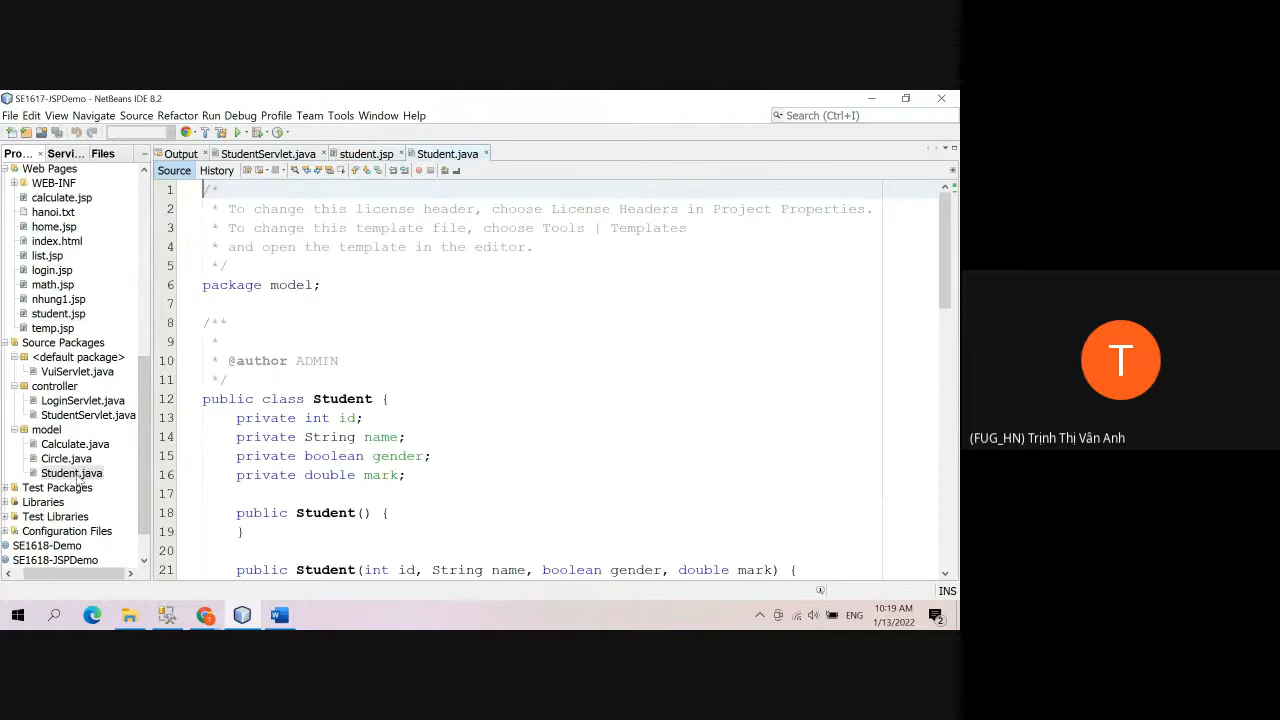 SE1617-JSPDemo - NetBeans IDE 8.2
File Edit View Navigate Source Refactor Run Debug Profile Team Tools Window Help
Search (Ctrl+I)
Pro... × Servi... Files
Output × StudentServlet.java × student.jsp × Student.java ×
Source History
Web Pages
WEB-INF
calculate.jsp
hanoi.txt
home.jsp
index.html
list.jsp
login.jsp
math.jsp
nhung1.jsp
student.jsp
temp.jsp
Source Packages
<default package>
VuiServlet.java
controller
LoginServlet.java
StudentServlet.java
model
Calculate.java
Circle.java
Student.java
Test Packages
Libraries
Test Libraries
Configuration Files
SE1618-Demo
SE1618-JSPDemo
1 /*
2 * To change this license header, choose License Headers in Project Properties.
3 * To change this template file, choose Tools | Templates
4 * and open the template in the editor.
5 */
6 package model;
7
8 /**
9 *
10 * @author ADMIN
11 */
12 public class Student {
13 private int id;
14 private String name;
15 private boolean gender;
16 private double mark;
17
18 public Student() {
19 }
20
21 public Student(int id, String name, boolean gender, double mark) {
INS
ENG
10:19 AM
1/13/2022
2
T
(FUG_HN) Trịnh Thị Vân Anh